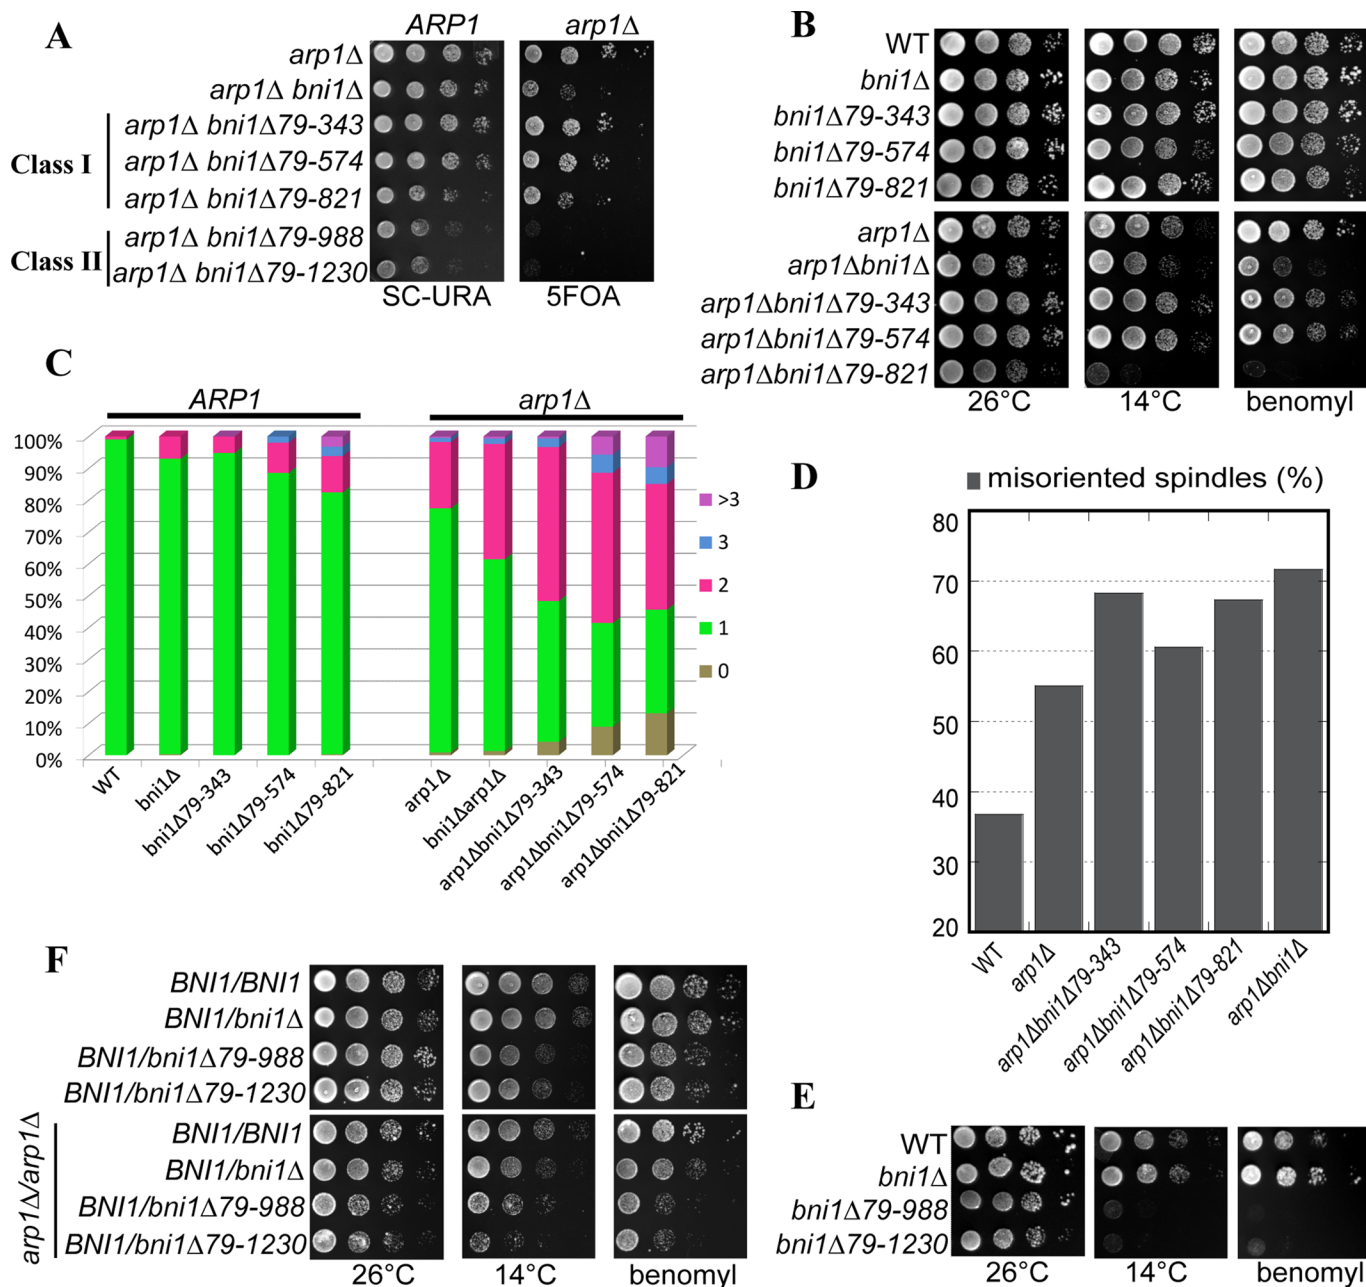 A
ARP1 arp1Δ
arp1Δ
arp1Δ bni1Δ
arp1Δ bni1Δ79-343
Class I arp1Δ bni1Δ79-574
arp1Δ bni1Δ79-821
arp1Δ bni1Δ79-988
Class II arp1Δ bni1Δ79-1230
SC-URA 5FOA
B
WT
bni1Δ
bni1Δ79-343
bni1Δ79-574
bni1Δ79-821
arp1Δ
arp1Δbni1Δ
arp1Δbni1Δ79-343
arp1Δbni1Δ79-574
arp1Δbni1Δ79-821
26°C 14°C benomyl
C
ARP1 arp1Δ
100%
90%
80%
70%
60%
50%
40%
30%
20%
10%
0%
>3
3
2
1
0
WT
bni1Δ
bni1Δ79-343
bni1Δ79-574
bni1Δ79-821
arp1Δ
bni1Δarp1Δ
arp1Δbni1Δ79-343
arp1Δbni1Δ79-574
arp1Δbni1Δ79-821
D
misoriented spindles (%)
80
70
60
50
40
30
20
WT
arp1Δ
arp1Δbni1Δ79-343
arp1Δbni1Δ79-574
arp1Δbni1Δ79-821
arp1Δbni1Δ
F
BNI1/BNI1
BNI1/bni1Δ
BNI1/bni1Δ79-988
BNI1/bni1Δ79-1230
arp1Δ/arp1Δ
BNI1/BNI1
BNI1/bni1Δ
BNI1/bni1Δ79-988
BNI1/bni1Δ79-1230
26°C 14°C benomyl
E
WT
bni1Δ
bni1Δ79-988
bni1Δ79-1230
26°C 14°C benomyl